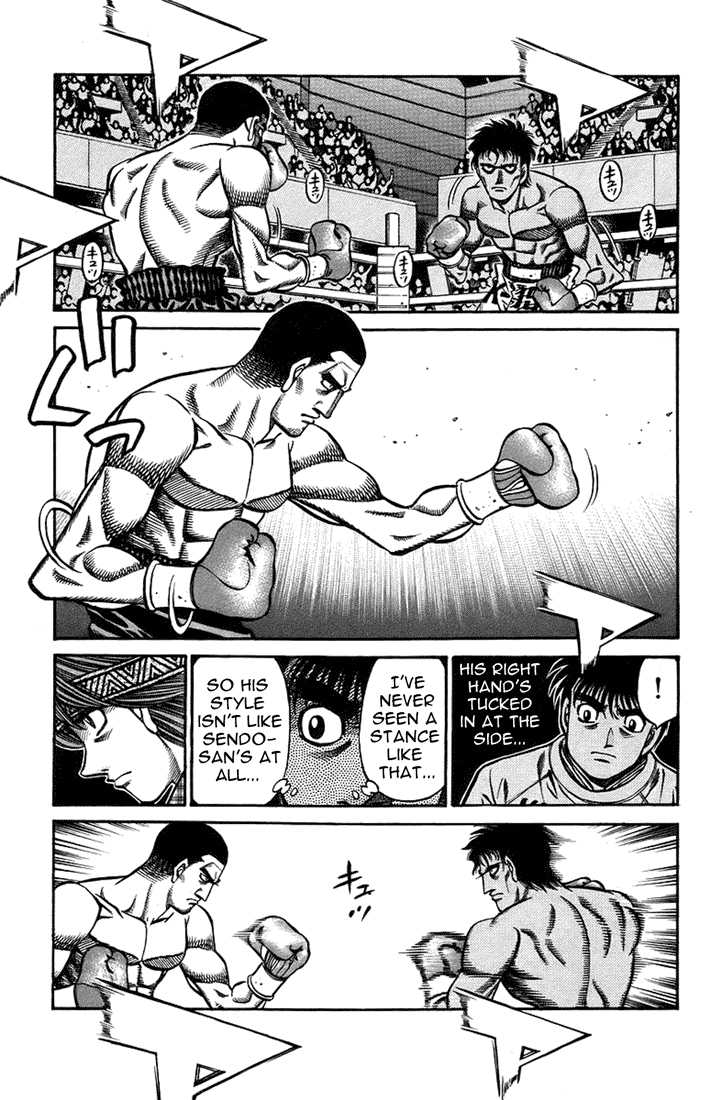 キュッ
キュッ
キュッ
キュッ
HIS RIGHT
HAND'S
TUCKED
IN AT THE
SIDE...
!
I'VE
NEVER
SEEN A
STANCE
LIKE
THAT...
SO HIS
STYLE
ISN'T LIKE
SENDO-
SAN'S AT
ALL...
キュッ